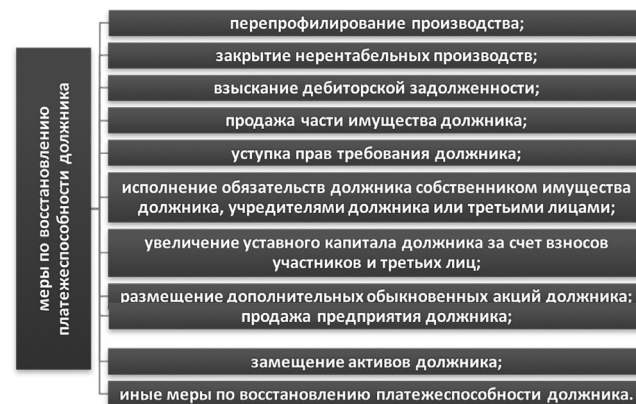 меры по восстановлению
платежеспособности должника
перепрофилирование производства;
закрытие нерентабельных производств;
взыскание дебиторской задолженности;
продажа части имущества должника;
уступка прав требования должника;
исполнение обязательств должника собственником имущества
должника, учредителями должника или третьими лицами;
увеличение уставного капитала должника за счет взносов
участников и третьих лиц;
размещение дополнительных обыкновенных акций должника;
продажа предприятия должника;
замещение активов должника;
иные меры по восстановлению платежеспособности должника.